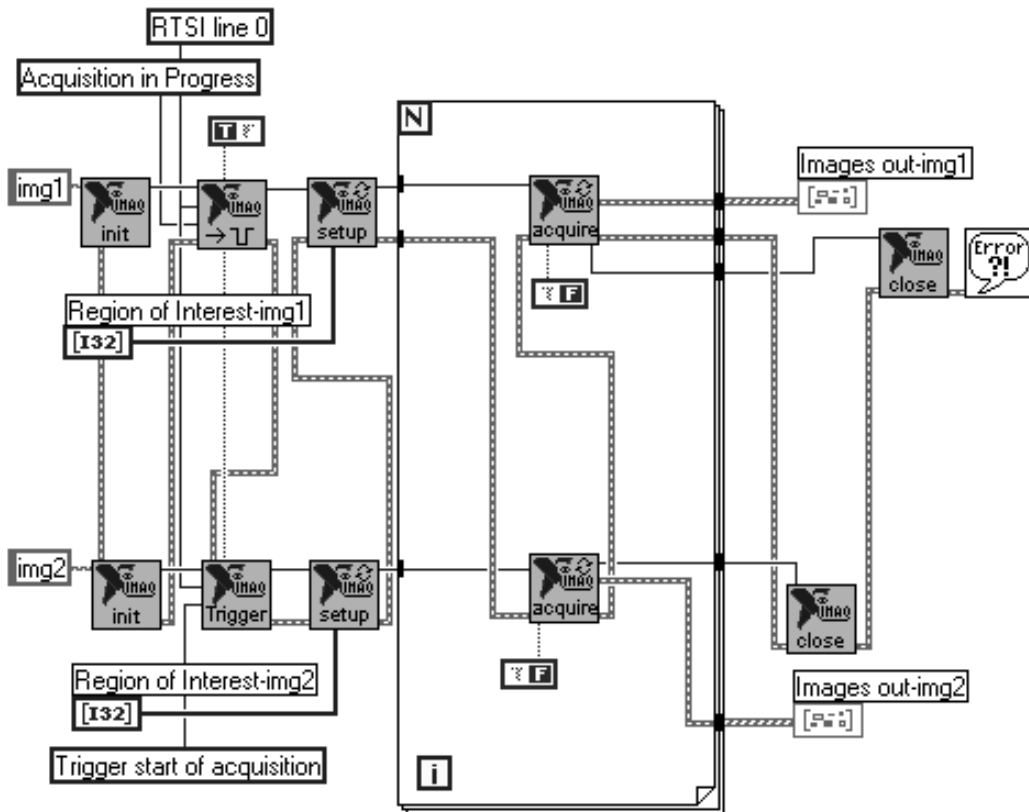 RTSI line 0
Acquisition in Progress
N
T
img1
IMAQ
init
IMAQ
IMAQ
setup
IMAQ
acquire
Images out-img1
F
IMAQ
close
Error
?!
Region of Interest-img1
[I32]
img2
IMAQ
init
IMAQ
Trigger
IMAQ
setup
IMAQ
acquire
IMAQ
close
F
Region of Interest-img2
[I32]
Images out-img2
Trigger start of acquisition
i